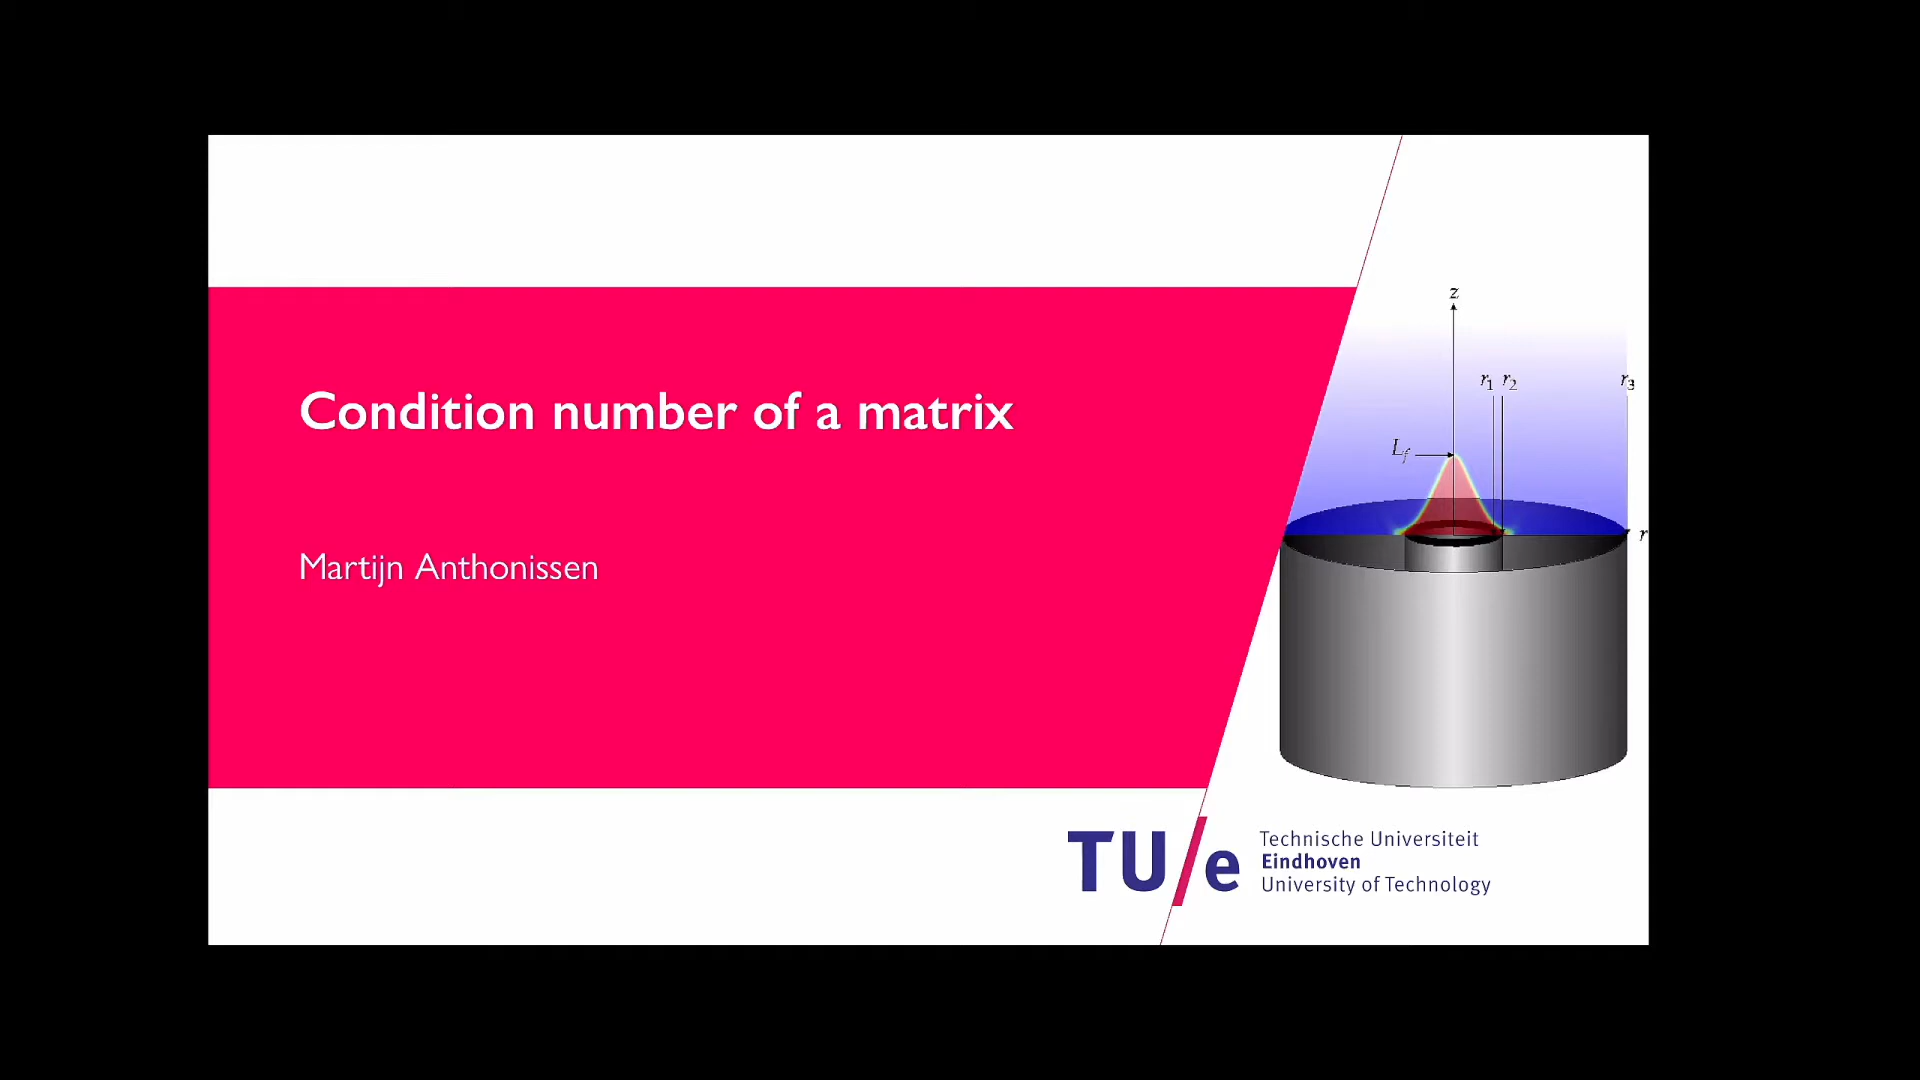 Condition number of a matrix
Martijn Anthonissen
z
r1 r2
r3
Lf
r
TU/e
Technische Universiteit
Eindhoven
University of Technology